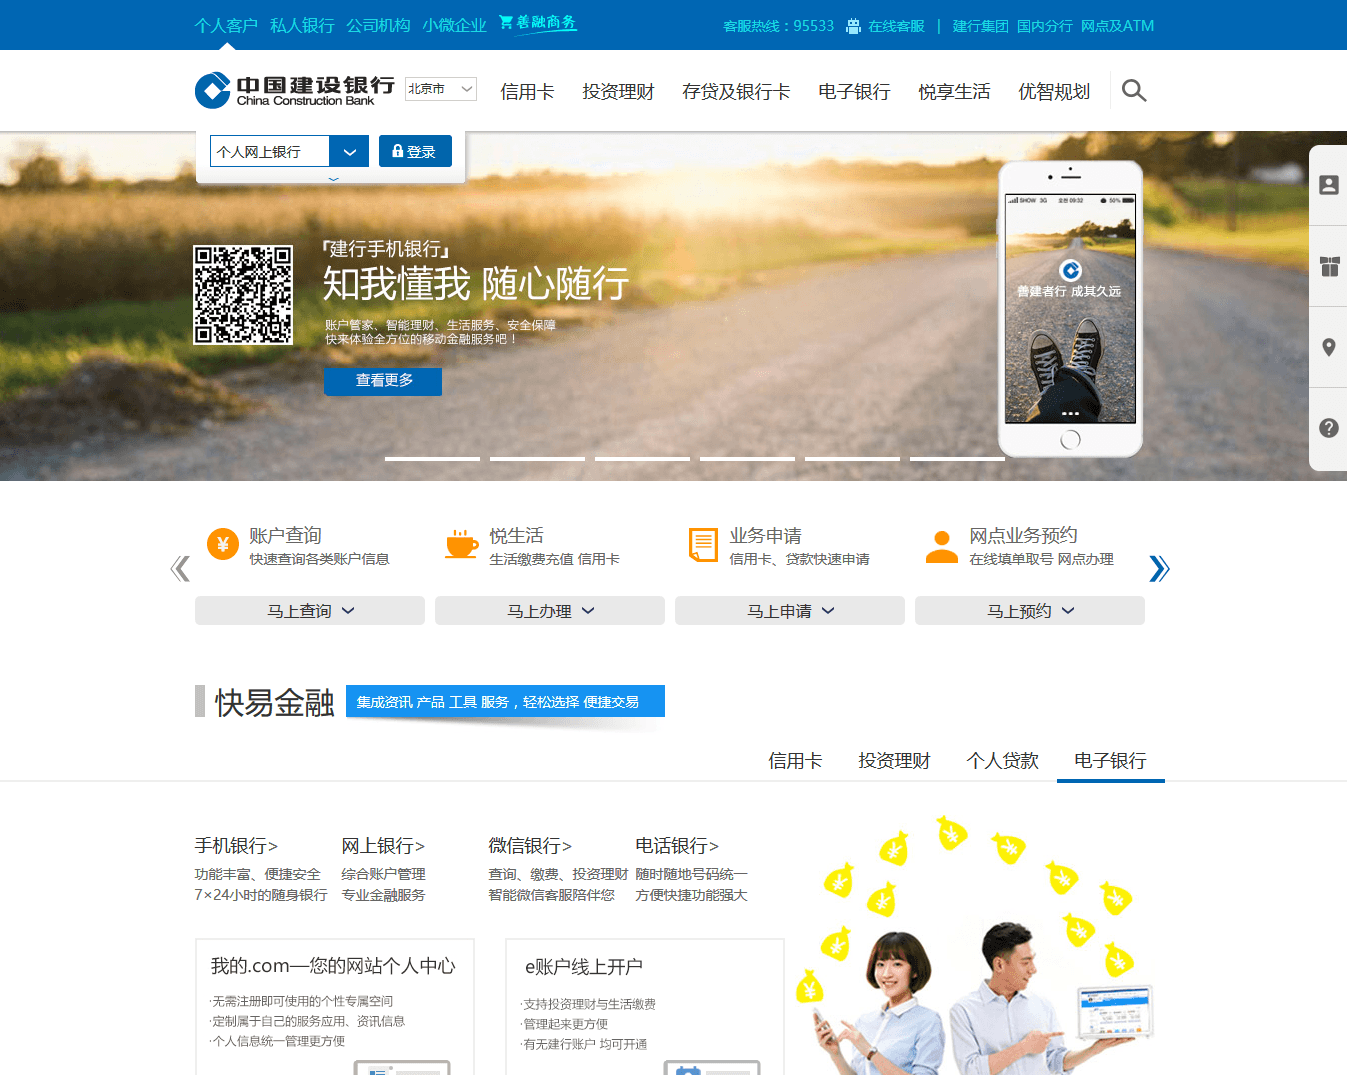 个人客户 私人银行 公司机构 小微企业 善融商务 客服热线：95533 在线客服 | 建行集团 国内分行 网点及ATM
中国建设银行
China Construction Bank
北京市
信用卡 投资理财 存贷及银行卡 电子银行 悦享生活 优智规划
个人网上银行 登录
SHOW 3G 오전 09:32 50%
『建行手机银行』
知我懂我 随心随行
账户管家、智能理财、生活服务、安全保障
快来体验全方位的移动金融服务吧！
查看更多
善建者行 成其久远
账户查询
快速查询各类账户信息
马上查询
悦生活
生活缴费充值 信用卡
马上办理
业务申请
信用卡、贷款快速申请
马上申请
网点业务预约
在线填单取号 网点办理
马上预约
快易金融
集成资讯 产品 工具 服务，轻松选择 便捷交易
信用卡 投资理财 个人贷款 电子银行
手机银行>
功能丰富、便捷安全
7×24小时的随身银行
网上银行>
综合账户管理
专业金融服务
微信银行>
查询、缴费、投资理财
智能微信客服陪伴您
电话银行>
随时随地号码统一
方便快捷功能强大
我的.com—您的网站个人中心
·无需注册即可使用的个性专属空间
·定制属于自己的服务应用、资讯信息
·个人信息统一管理更方便
e账户线上开户
·支持投资理财与生活缴费
·管理起来更方便
·有无建行账户 均可开通